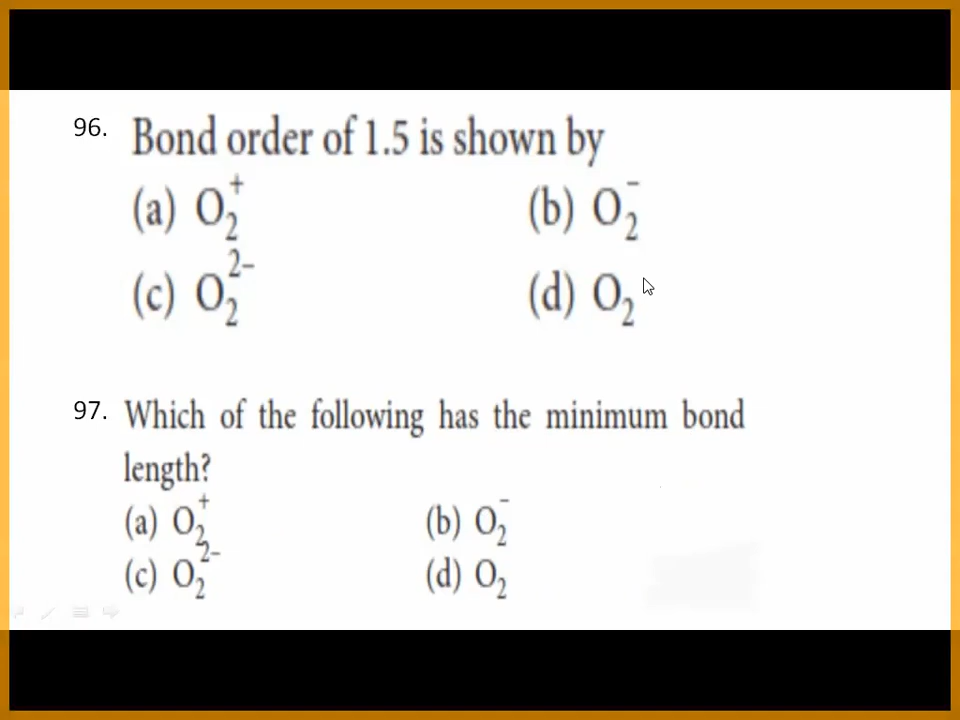 96. Bond order of 1.5 is shown by
(a) O₂⁺ (b) O₂⁻
(c) O₂²⁻ (d) O₂
97. Which of the following has the minimum bond
length?
(a) O₂⁺ (b) O₂⁻
(c) O₂²⁻ (d) O₂